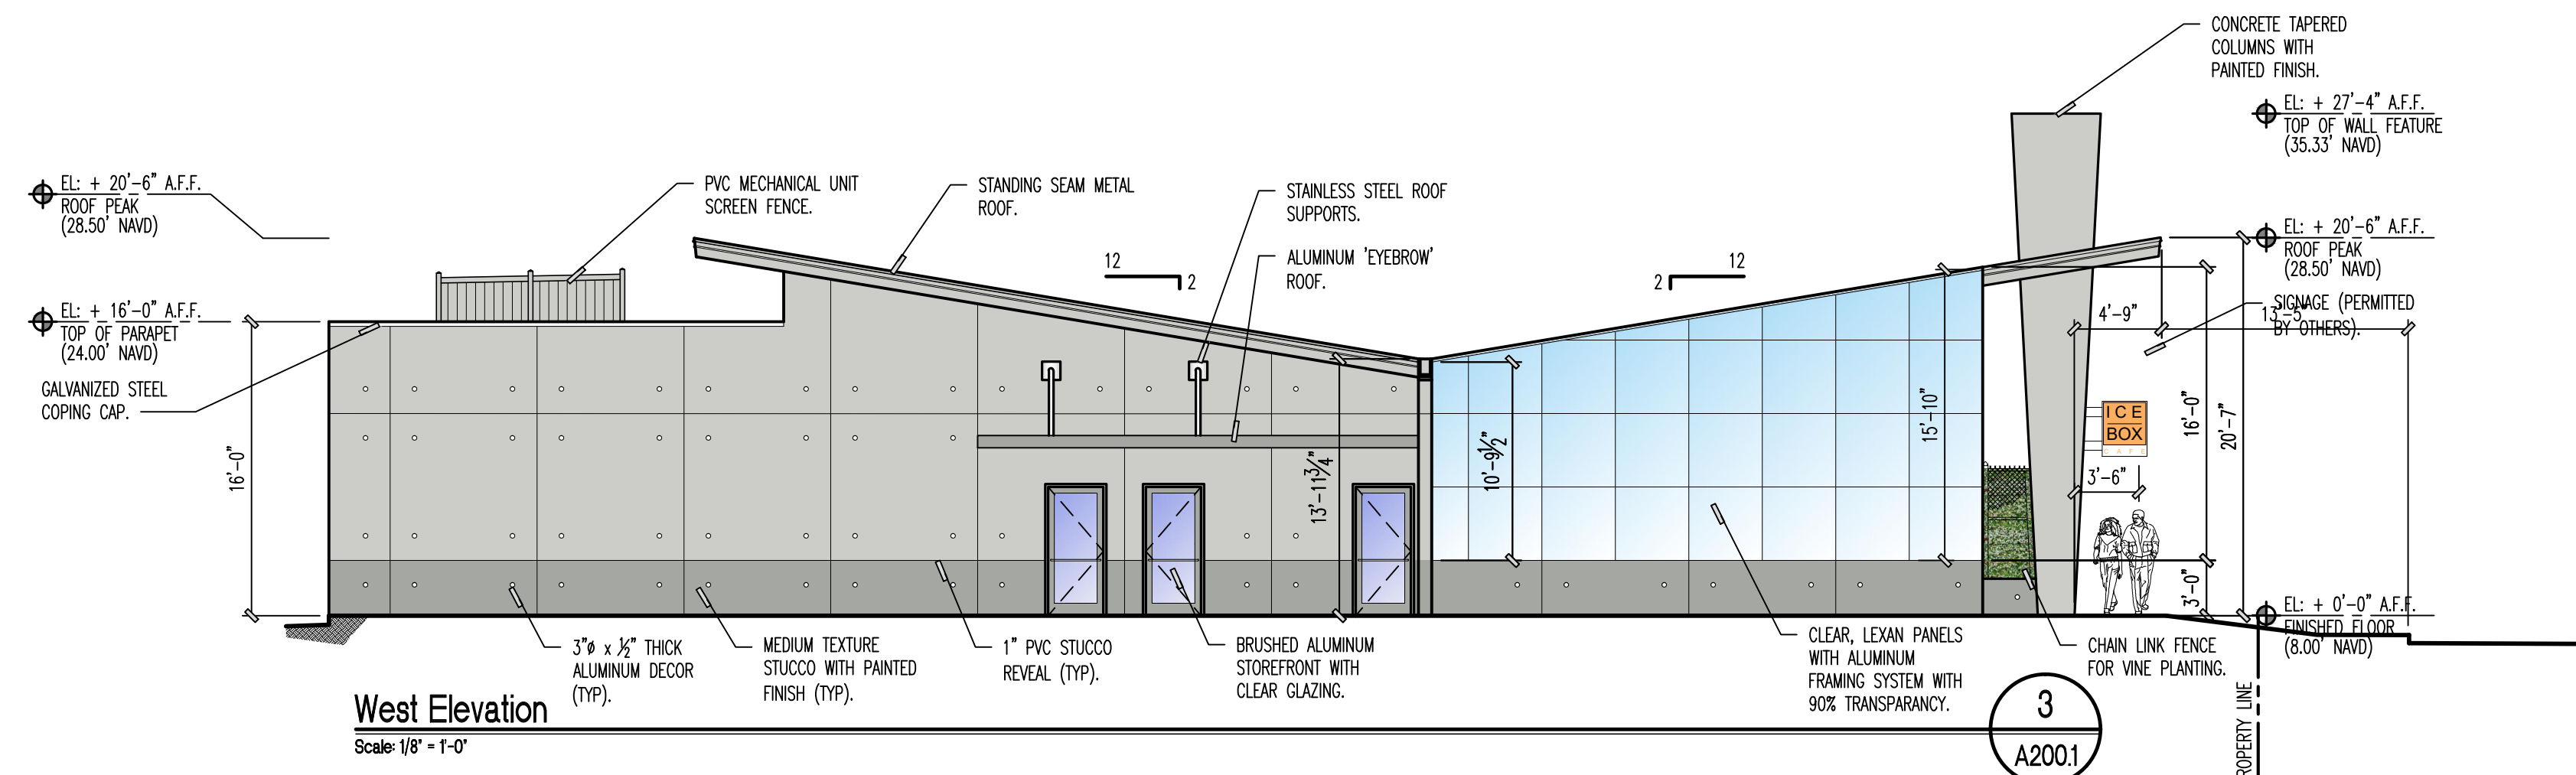 CONCRETE TAPERED
COLUMNS WITH
PAINTED FINISH.
EL: + 27'-4" A.F.F.
TOP OF WALL FEATURE
(35.33' NAVD)
EL: + 20'-6" A.F.F.
ROOF PEAK
(28.50' NAVD)
PVC MECHANICAL UNIT
SCREEN FENCE.
STANDING SEAM METAL
ROOF.
STAINLESS STEEL ROOF
SUPPORTS.
ALUMINUM 'EYEBROW'
ROOF.
12
2
2
12
EL: + 20'-6" A.F.F.
ROOF PEAK
(28.50' NAVD)
EL: + 16'-0" A.F.F.
TOP OF PARAPET
(24.00' NAVD)
GALVANIZED STEEL
COPING CAP.
SIGNAGE (PERMITTED
BY OTHERS).
4'-9"
13'-5"
16'-0"
13'-11 3/4"
10'-9 1/2"
15'-10"
16'-0"
20'-7"
ICE
BOX
CAFE
3'-6"
3'-0"
EL: + 0'-0" A.F.F.
FINISHED FLOOR
(8.00' NAVD)
3"ø x 1/2" THICK
ALUMINUM DECOR
(TYP).
MEDIUM TEXTURE
STUCCO WITH PAINTED
FINISH (TYP).
1" PVC STUCCO
REVEAL (TYP).
BRUSHED ALUMINUM
STOREFRONT WITH
CLEAR GLAZING.
CLEAR, LEXAN PANELS
WITH ALUMINUM
FRAMING SYSTEM WITH
90% TRANSPARANCY.
CHAIN LINK FENCE
FOR VINE PLANTING.
West Elevation
Scale: 1/8" = 1'-0"
3
A200.1
ROPERTY LINE